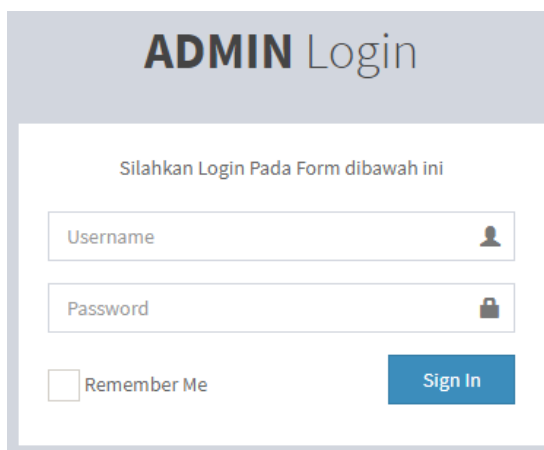 ADMIN Login
Silahkan Login Pada Form dibawah ini
Username
Password
Remember Me
Sign In